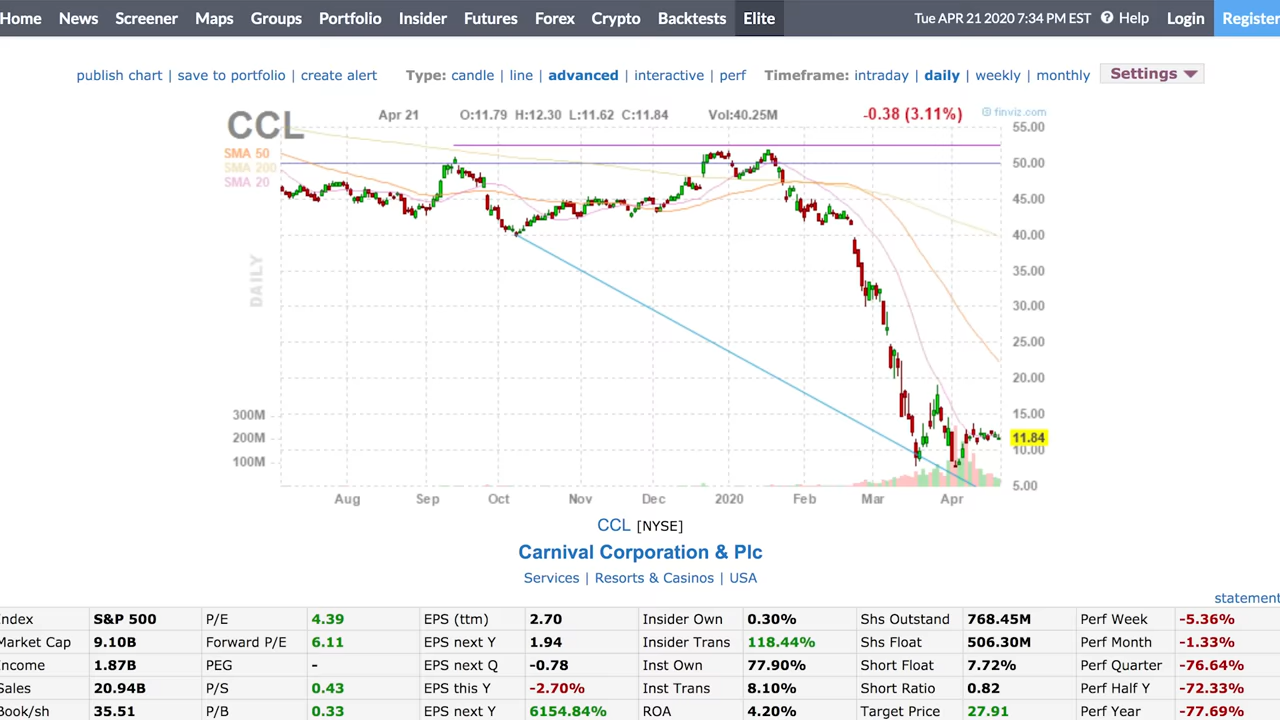 Home News Screener Maps Groups Portfolio Insider Futures Forex Crypto Backtests Elite Tue APR 21 2020 7:34 PM EST Help Login Register
publish chart | save to portfolio | create alert Type: candle | line | advanced | interactive | perf Timeframe: intraday | daily | weekly | monthly Settings
CCL Apr 21 O:11.79 H:12.30 L:11.62 C:11.84 Vol:40.25M -0.38 (3.11%) finviz.com
55.00
SMA 50
SMA 200
SMA 20
50.00
45.00
40.00
DAILY
35.00
30.00
25.00
20.00
300M 15.00
200M 11.84
10.00
100M
5.00
Aug Sep Oct Nov Dec 2020 Feb Mar Apr
CCL [NYSE]
Carnival Corporation & Plc
Services | Resorts & Casinos | USA
statement
Index S&P 500 P/E 4.39 EPS (ttm) 2.70 Insider Own 0.30% Shs Outstand 768.45M Perf Week -5.36%
Market Cap 9.10B Forward P/E 6.11 EPS next Y 1.94 Insider Trans 118.44% Shs Float 506.30M Perf Month -1.33%
Income 1.87B PEG - EPS next Q -0.78 Inst Own 77.90% Short Float 7.72% Perf Quarter -76.64%
Sales 20.94B P/S 0.43 EPS this Y -2.70% Inst Trans 8.10% Short Ratio 0.82 Perf Half Y -72.33%
Book/sh 35.51 P/B 0.33 EPS next Y 6154.84% ROA 4.20% Target Price 27.91 Perf Year -77.69%